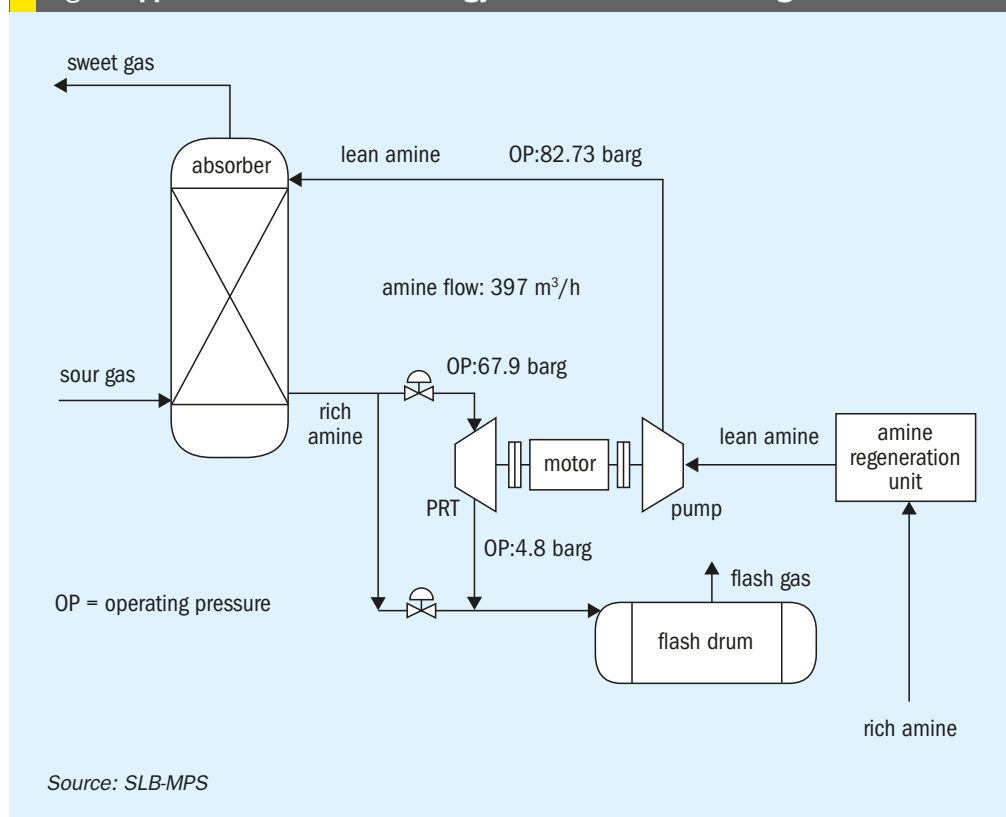 sweet gas
absorber
lean amine
OP:82.73 barg
amine flow: 397 m³/h
sour gas
OP:67.9 barg
rich
amine
motor
lean amine
amine
regeneration
unit
PRT
pump
OP:4.8 barg
flash gas
OP = operating pressure
flash drum
rich amine
Source: SLB-MPS